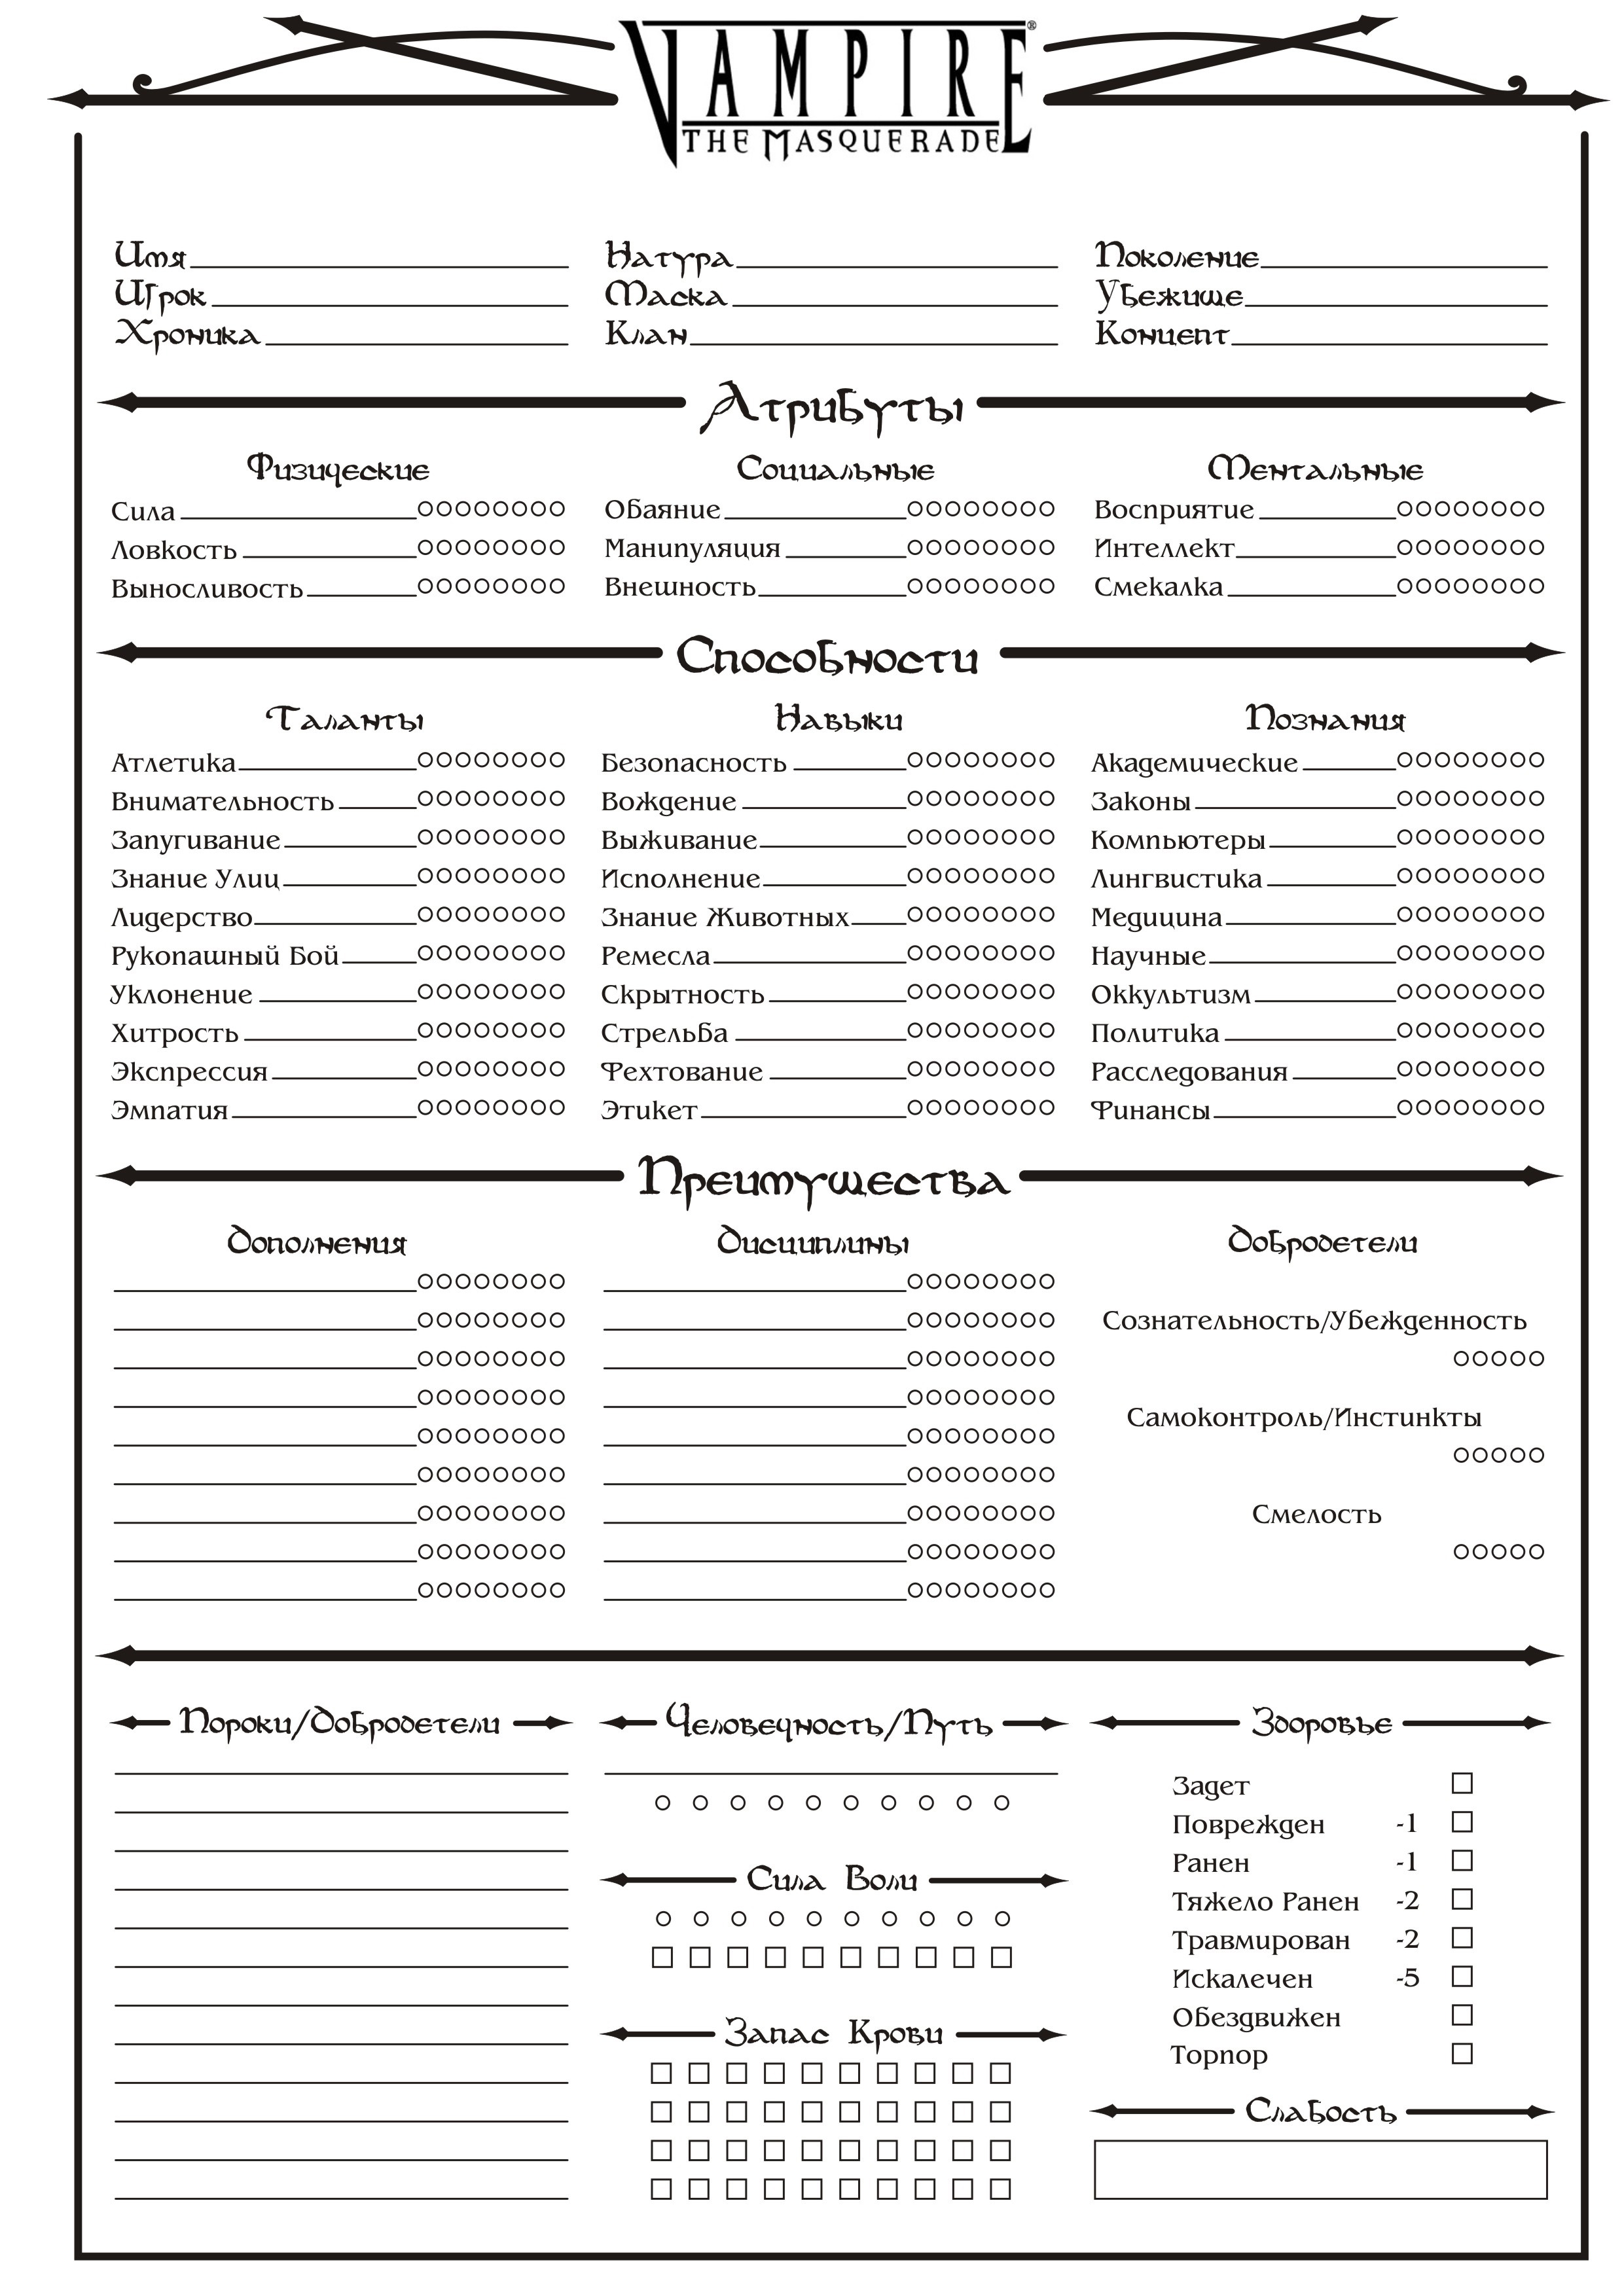 VAMPIRE®
THE MASQUERADE
Имя Натура Поколение
Игрок Маска Убежище
Хроника Клан Концепт
Атрибуты
Физические Социальные Ментальные
Сила Обаяние Восприятие
Ловкость Манипуляция Интеллект
Выносливость Внешность Смекалка
Способности
Таланты Навыки Познания
Атлетика Безопасность Академические
Внимательность Вождение Законы
Запугивание Выживание Компьютеры
Знание Улиц Исполнение Лингвистика
Лидерство Знание Животных Медицина
Рукопашный Бой Ремесла Научные
Уклонение Скрытность Оккультизм
Хитрость Стрельба Политика
Экспрессия Фехтование Расследования
Эмпатия Этикет Финансы
Преимущества
Дополнения Дисциплины Добродетели
Сознательность/Убежденность
Самоконтроль/Инстинкты
Смелость
Пороки/Добродетели Человечность/Путь Здоровье
Задет
Поврежден -1
Ранен -1
Сила Воли
Тяжело Ранен -2
Травмирован -2
Искалечен -5
Обездвижен
Запас Крови
Торпор
Слабость